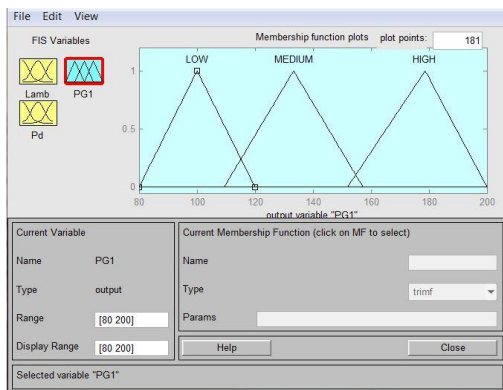 File Edit View
FIS Variables
Membership function plots plot points: 181
LOW MEDIUM HIGH
Lamb PG1
Pd
1
0.5
0
80 100 120 140 160 180 200
output variable "PG1"
Current Variable
Current Membership Function (click on MF to select)
Name PG1
Name
Type output
Type trimf
Range [80 200]
Params
Display Range [80 200]
Help Close
Selected variable "PG1"